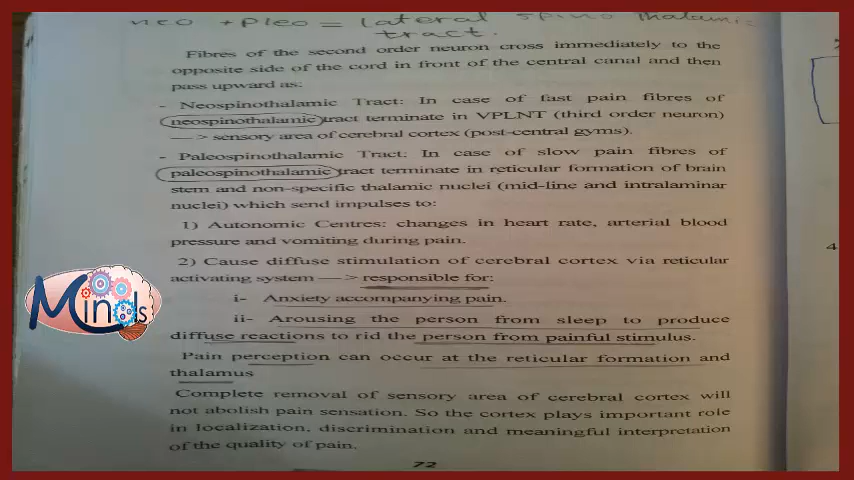 neo + pleo = lateral spino thalamic
tract.
Fibres of the second order neuron cross immediately to the
opposite side of the cord in front of the central canal and then
pass upward as:
- Neospinothalamic Tract: In case of fast pain fibres of
neospinothalamic tract terminate in VPLNT (third order neuron)
—> sensory area of cerebral cortex (post-central gyms).
- Paleospinothalamic Tract: In case of slow pain fibres of
paleospinothalamic tract terminate in reticular formation of brain
stem and non-specific thalamic nuclei (mid-line and intralaminar
nuclei) which send impulses to:
1) Autonomic Centres: changes in heart rate, arterial blood
pressure and vomiting during pain.
2) Cause diffuse stimulation of cerebral cortex via reticular
activating system —> responsible for:
i- Anxiety accompanying pain.
ii- Arousing the person from sleep to produce
diffuse reactions to rid the person from painful stimulus.
Pain perception can occur at the reticular formation and
thalamus
Complete removal of sensory area of cerebral cortex will
not abolish pain sensation. So the cortex plays important role
in localization, discrimination and meaningful interpretation
of the quality of pain.
72
4
Minds